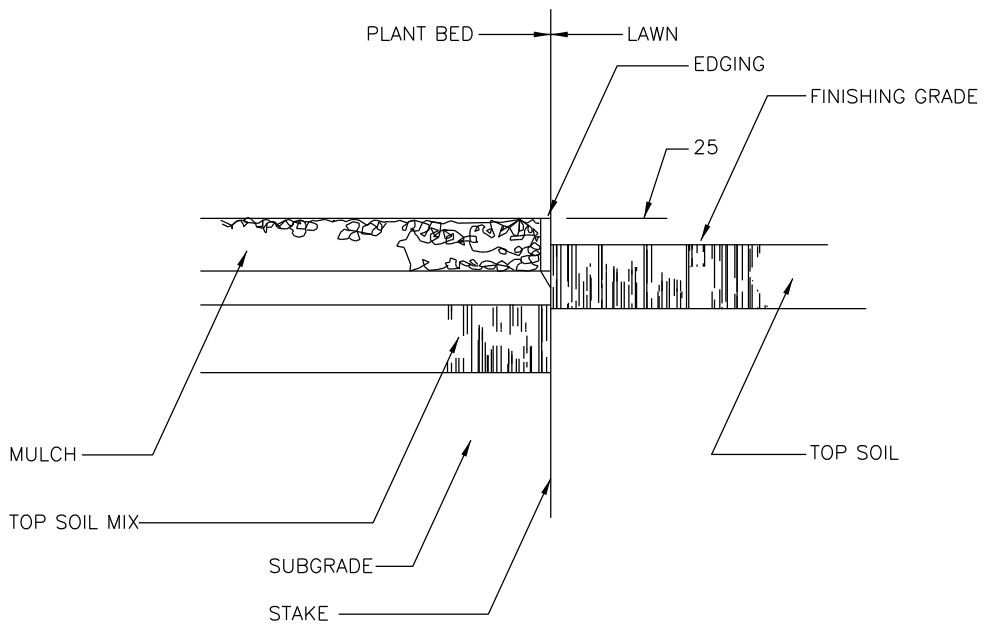 PLANT BED
LAWN
EDGING
FINISHING GRADE
25
MULCH
TOP SOIL
TOP SOIL MIX
SUBGRADE
STAKE